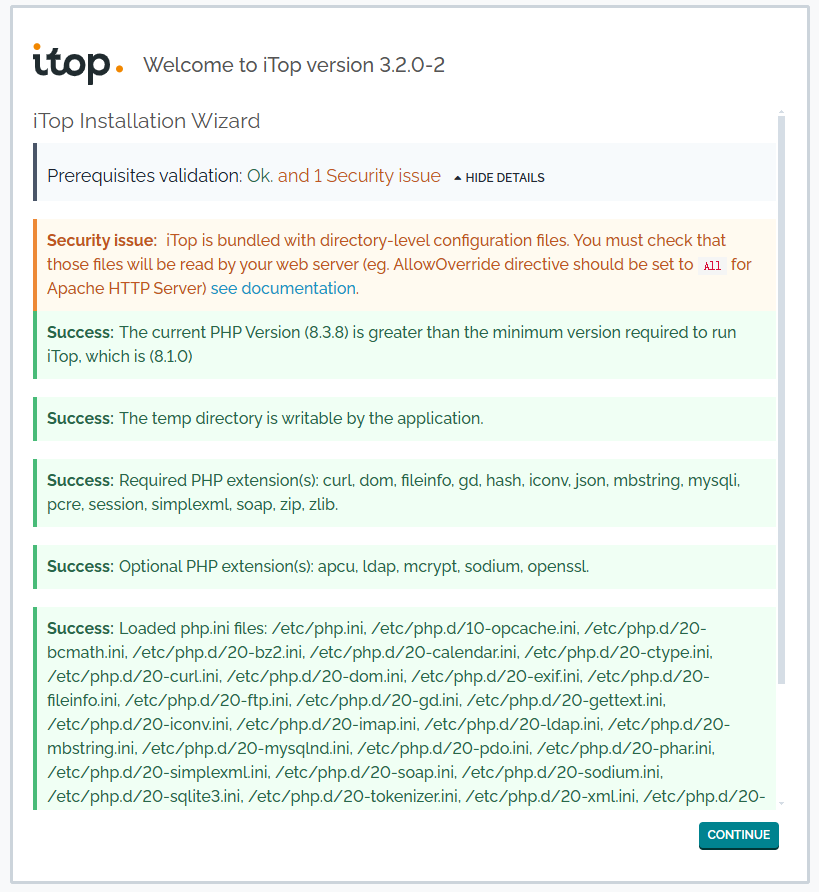 itop.
Welcome to iTop version 3.2.0-2
iTop Installation Wizard
Prerequisites validation: Ok. and 1 Security issue HIDE DETAILS
Security issue: iTop is bundled with directory-level configuration files. You must check that
those files will be read by your web server (eg. AllowOverride directive should be set to All for
Apache HTTP Server) see documentation.
Success: The current PHP Version (8.3.8) is greater than the minimum version required to run
iTop, which is (8.1.0)
Success: The temp directory is writable by the application.
Success: Required PHP extension(s): curl, dom, fileinfo, gd, hash, iconv, json, mbstring, mysqli,
pcre, session, simplexml, soap, zip, zlib.
Success: Optional PHP extension(s): apcu, ldap, mcrypt, sodium, openssl.
Success: Loaded php.ini files: /etc/php.ini, /etc/php.d/10-opcache.ini, /etc/php.d/20-
bcmath.ini, /etc/php.d/20-bz2.ini, /etc/php.d/20-calendar.ini, /etc/php.d/20-ctype.ini,
/etc/php.d/20-curl.ini, /etc/php.d/20-dom.ini, /etc/php.d/20-exif.ini, /etc/php.d/20-
fileinfo.ini, /etc/php.d/20-ftp.ini, /etc/php.d/20-gd.ini, /etc/php.d/20-gettext.ini,
/etc/php.d/20-iconv.ini, /etc/php.d/20-imap.ini, /etc/php.d/20-ldap.ini, /etc/php.d/20-
mbstring.ini, /etc/php.d/20-mysqlnd.ini, /etc/php.d/20-pdo.ini, /etc/php.d/20-phar.ini,
/etc/php.d/20-simplexml.ini, /etc/php.d/20-soap.ini, /etc/php.d/20-sodium.ini,
/etc/php.d/20-sqlite3.ini, /etc/php.d/20-tokenizer.ini, /etc/php.d/20-xml.ini, /etc/php.d/20-
CONTINUE